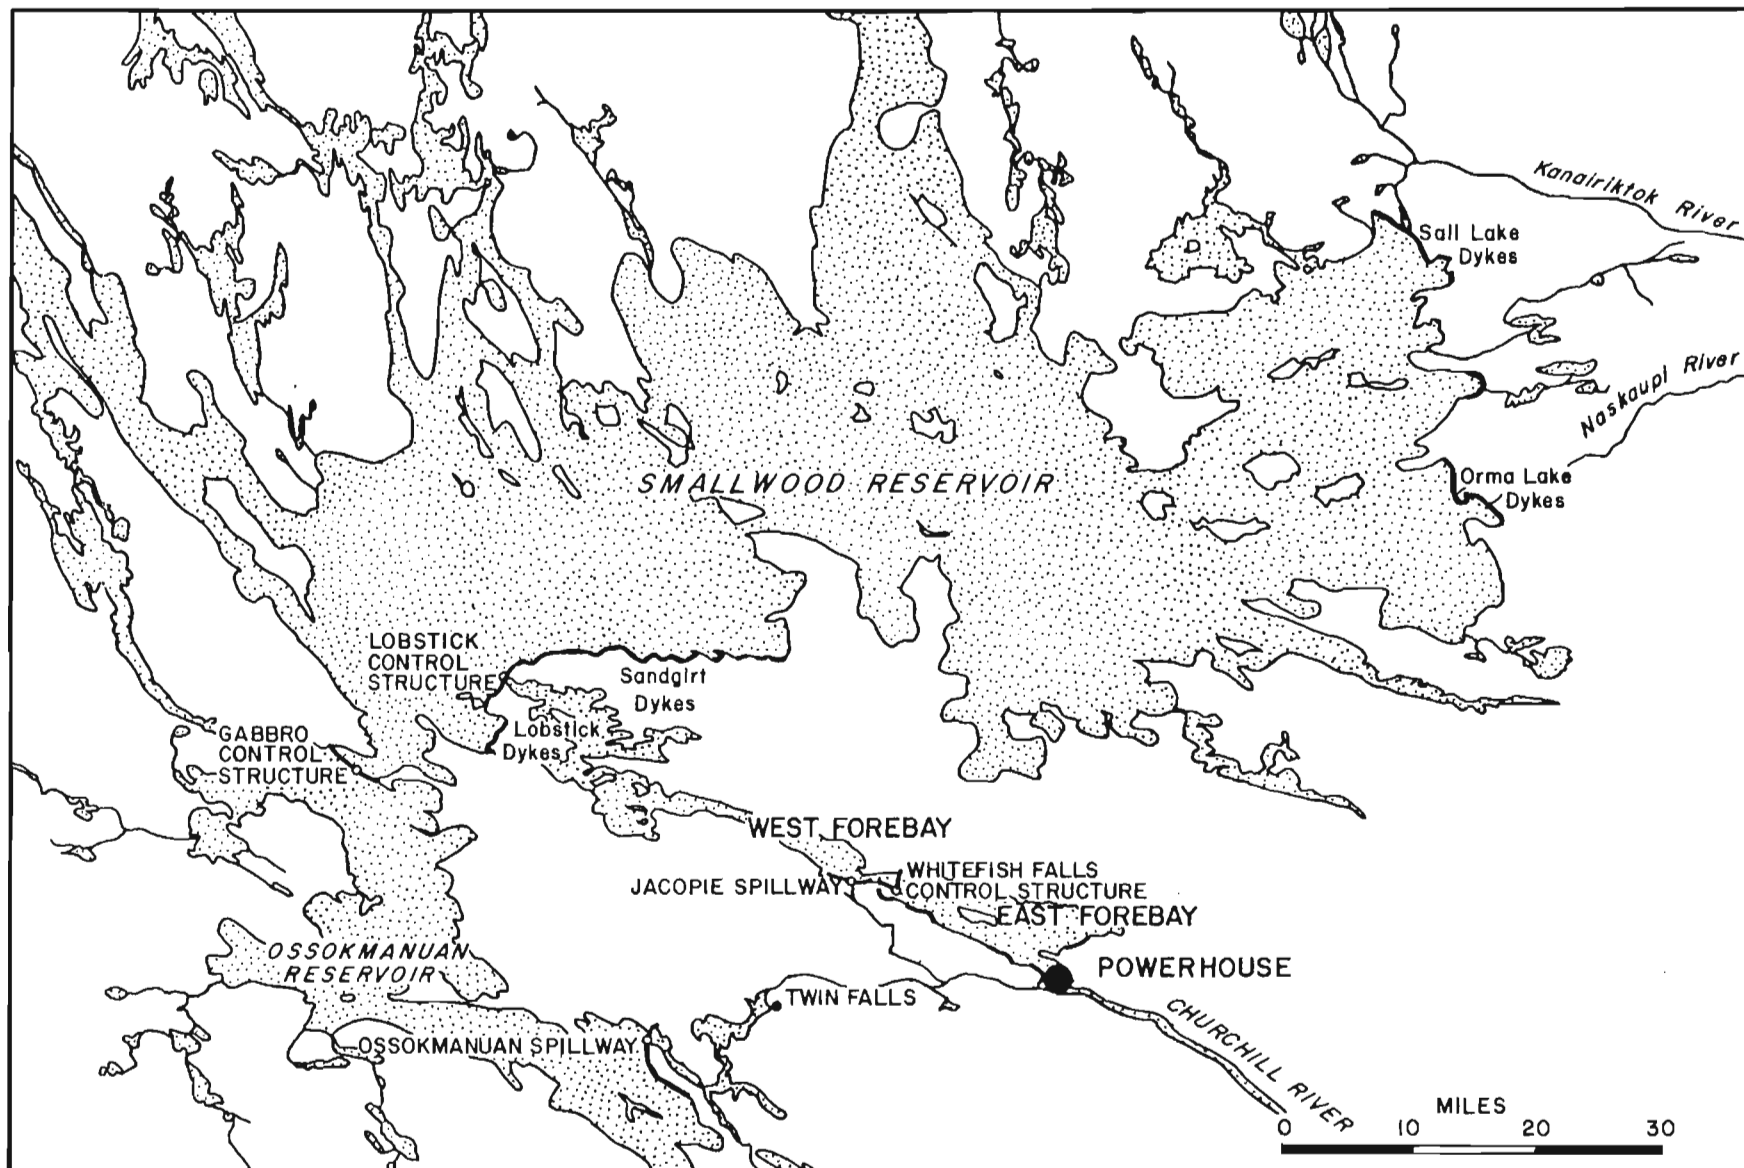 Kanairiktok River
Sail Lake
Dykes
Naskaupi River
Orma Lake
Dykes
SMALLWOOD RESERVOIR
LOBSTICK
CONTROL
STRUCTURE
Sandgirt
Dykes
Lobstick
Dykes
GABBRO
CONTROL
STRUCTURE
WEST FOREBAY
JACOPIE SPILLWAY
WHITEFISH FALLS
CONTROL STRUCTURE
EAST FOREBAY
OSSOKMANUAN
RESERVOIR
POWERHOUSE
TWIN FALLS
OSSOKMANUAN SPILLWAY
CHURCHILL RIVER
MILES
0 10 20 30